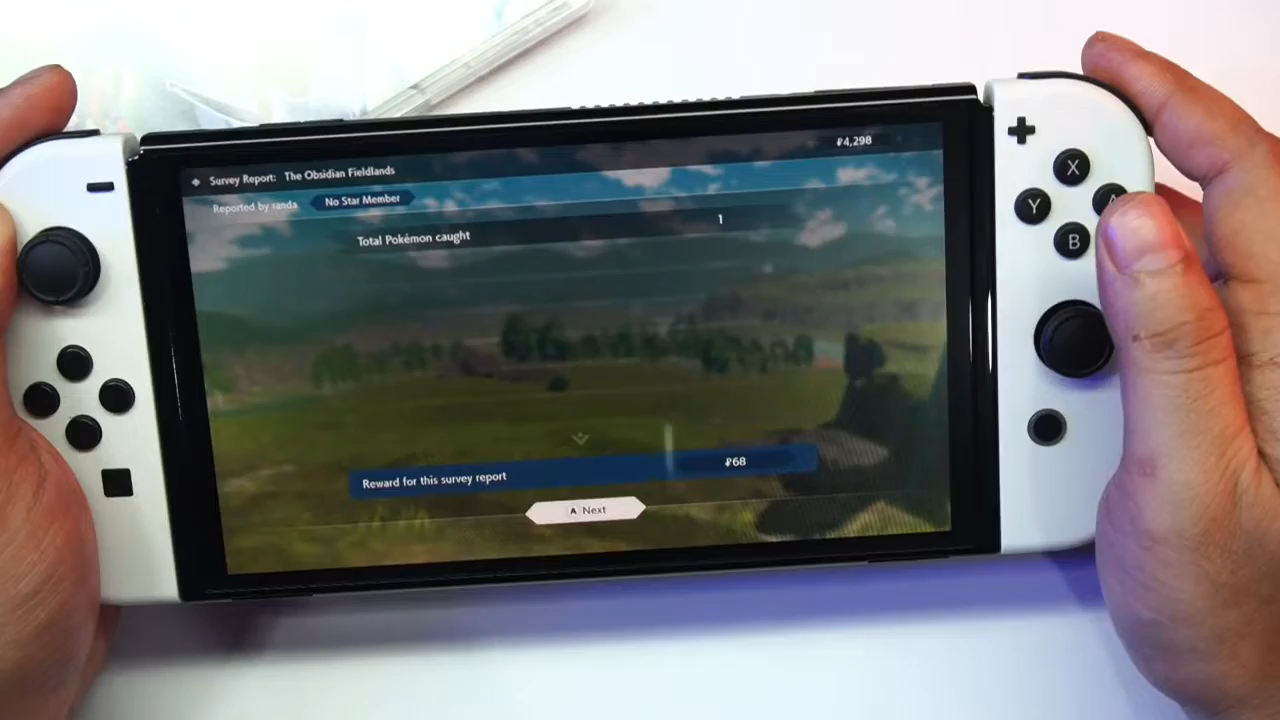 ₽4,298
Survey Report: The Obsidian Fieldlands
Reported by randa No Star Member
Total Pokémon caught 1
Reward for this survey report ₽68
A Next
X
Y
A
B